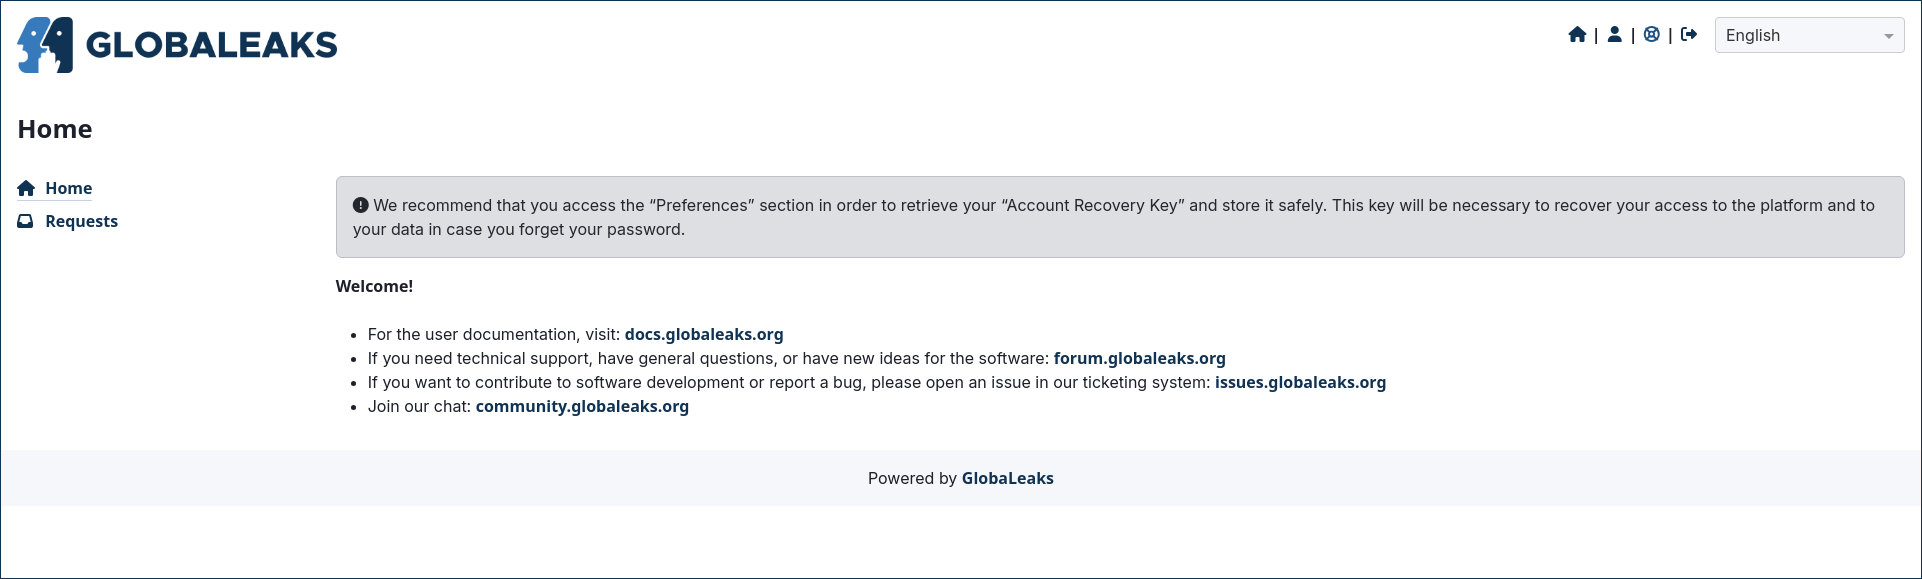 GLOBALEAKS
| | |
English
Home
Home
Requests
We recommend that you access the “Preferences” section in order to retrieve your “Account Recovery Key” and store it safely. This key will be necessary to recover your access to the platform and to
your data in case you forget your password.
Welcome!
• For the user documentation, visit: docs.globaleaks.org
• If you need technical support, have general questions, or have new ideas for the software: forum.globaleaks.org
• If you want to contribute to software development or report a bug, please open an issue in our ticketing system: issues.globaleaks.org
• Join our chat: community.globaleaks.org
Powered by GlobaLeaks